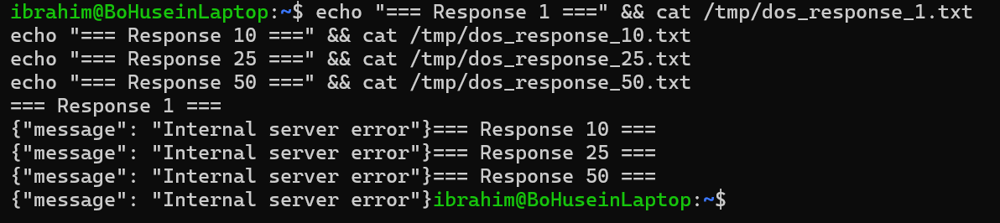 ibrahim@BoHuseinLaptop:~$ echo "=== Response 1 ===" && cat /tmp/dos_response_1.txt
echo "=== Response 10 ===" && cat /tmp/dos_response_10.txt
echo "=== Response 25 ===" && cat /tmp/dos_response_25.txt
echo "=== Response 50 ===" && cat /tmp/dos_response_50.txt
=== Response 1 ===
{"message": "Internal server error"}=== Response 10 ===
{"message": "Internal server error"}=== Response 25 ===
{"message": "Internal server error"}=== Response 50 ===
{"message": "Internal server error"}ibrahim@BoHuseinLaptop:~$